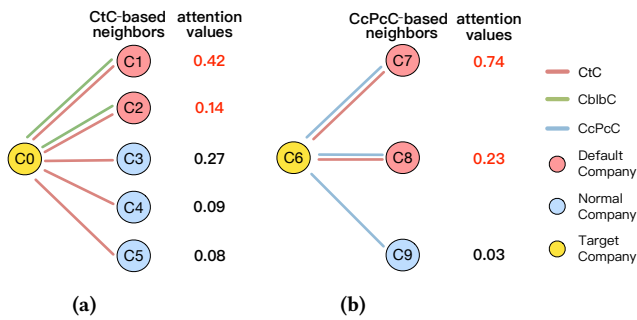 CtC-based attention
neighbors values
CcPcC-based attention
neighbors values
C0
C1 0.42
C2 0.14
C3 0.27
C4 0.09
C5 0.08
(a)
C6
C7 0.74
C8 0.23
C9 0.03
(b)
CtC
CblbC
CcPcC
Default
Company
Normal
Company
Target
Company